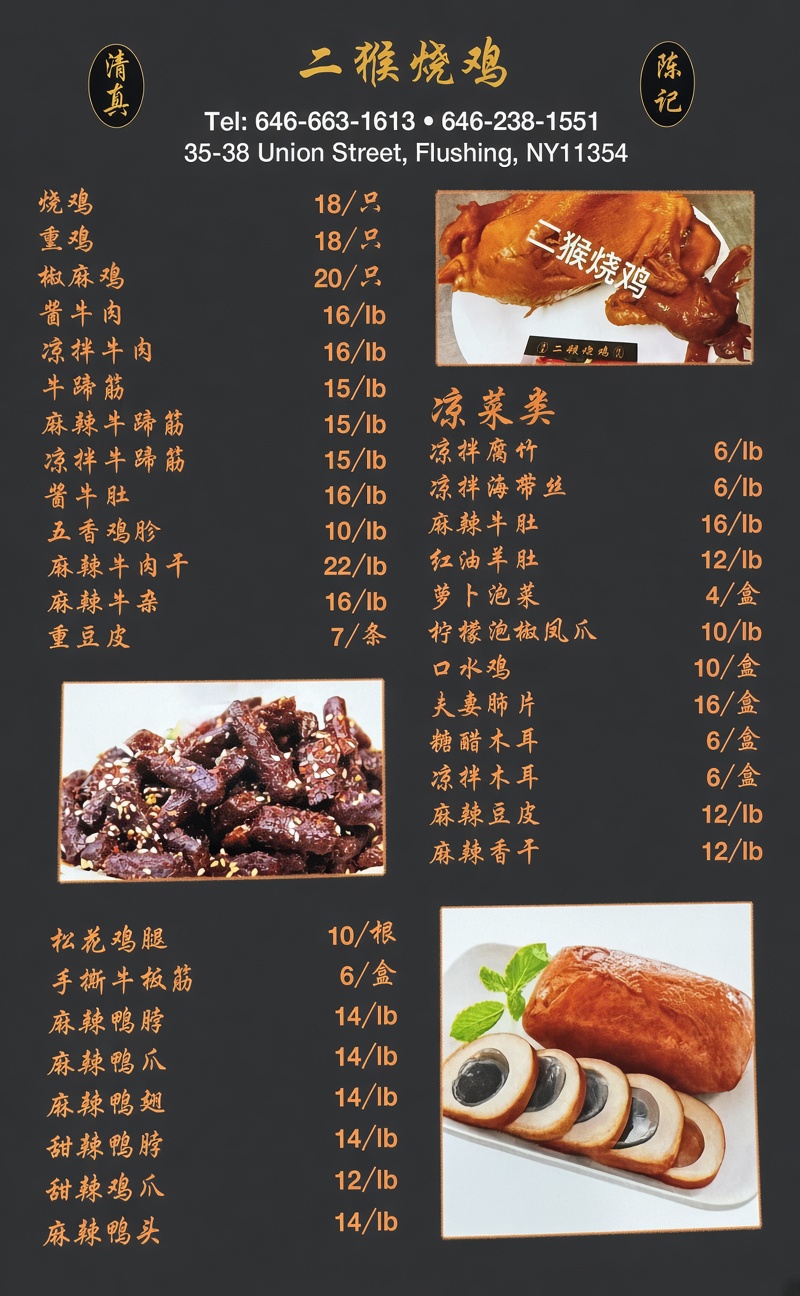 清真
二猴烧鸡
陈记
Tel: 646-663-1613 • 646-238-1551
35-38 Union Street, Flushing, NY11354
烧鸡 18/只
熏鸡 18/只
椒麻鸡 20/只
酱牛肉 16/lb
凉拌牛肉 16/lb
牛蹄筋 15/lb
麻辣牛蹄筋 15/lb
凉拌牛蹄筋 15/lb
酱牛肚 16/lb
五香鸡胗 10/lb
麻辣牛肉干 22/lb
麻辣牛杂 16/lb
熏豆皮 7/条
松花鸡腿 10/根
手撕牛板筋 6/盒
麻辣鸭脖 14/lb
麻辣鸭爪 14/lb
麻辣鸭翅 14/lb
甜辣鸭脖 14/lb
甜辣鸡爪 12/lb
麻辣鸭头 14/lb
二猴烧鸡
二猴烧鸡
凉菜类
凉拌腐竹 6/lb
凉拌海带丝 6/lb
麻辣牛肚 16/lb
红油羊肚 12/lb
萝卜泡菜 4/盒
柠檬泡椒凤爪 10/lb
口水鸡 10/盒
夫妻肺片 16/盒
糖醋木耳 6/盒
凉拌木耳 6/盒
麻辣豆皮 12/lb
麻辣香干 12/lb